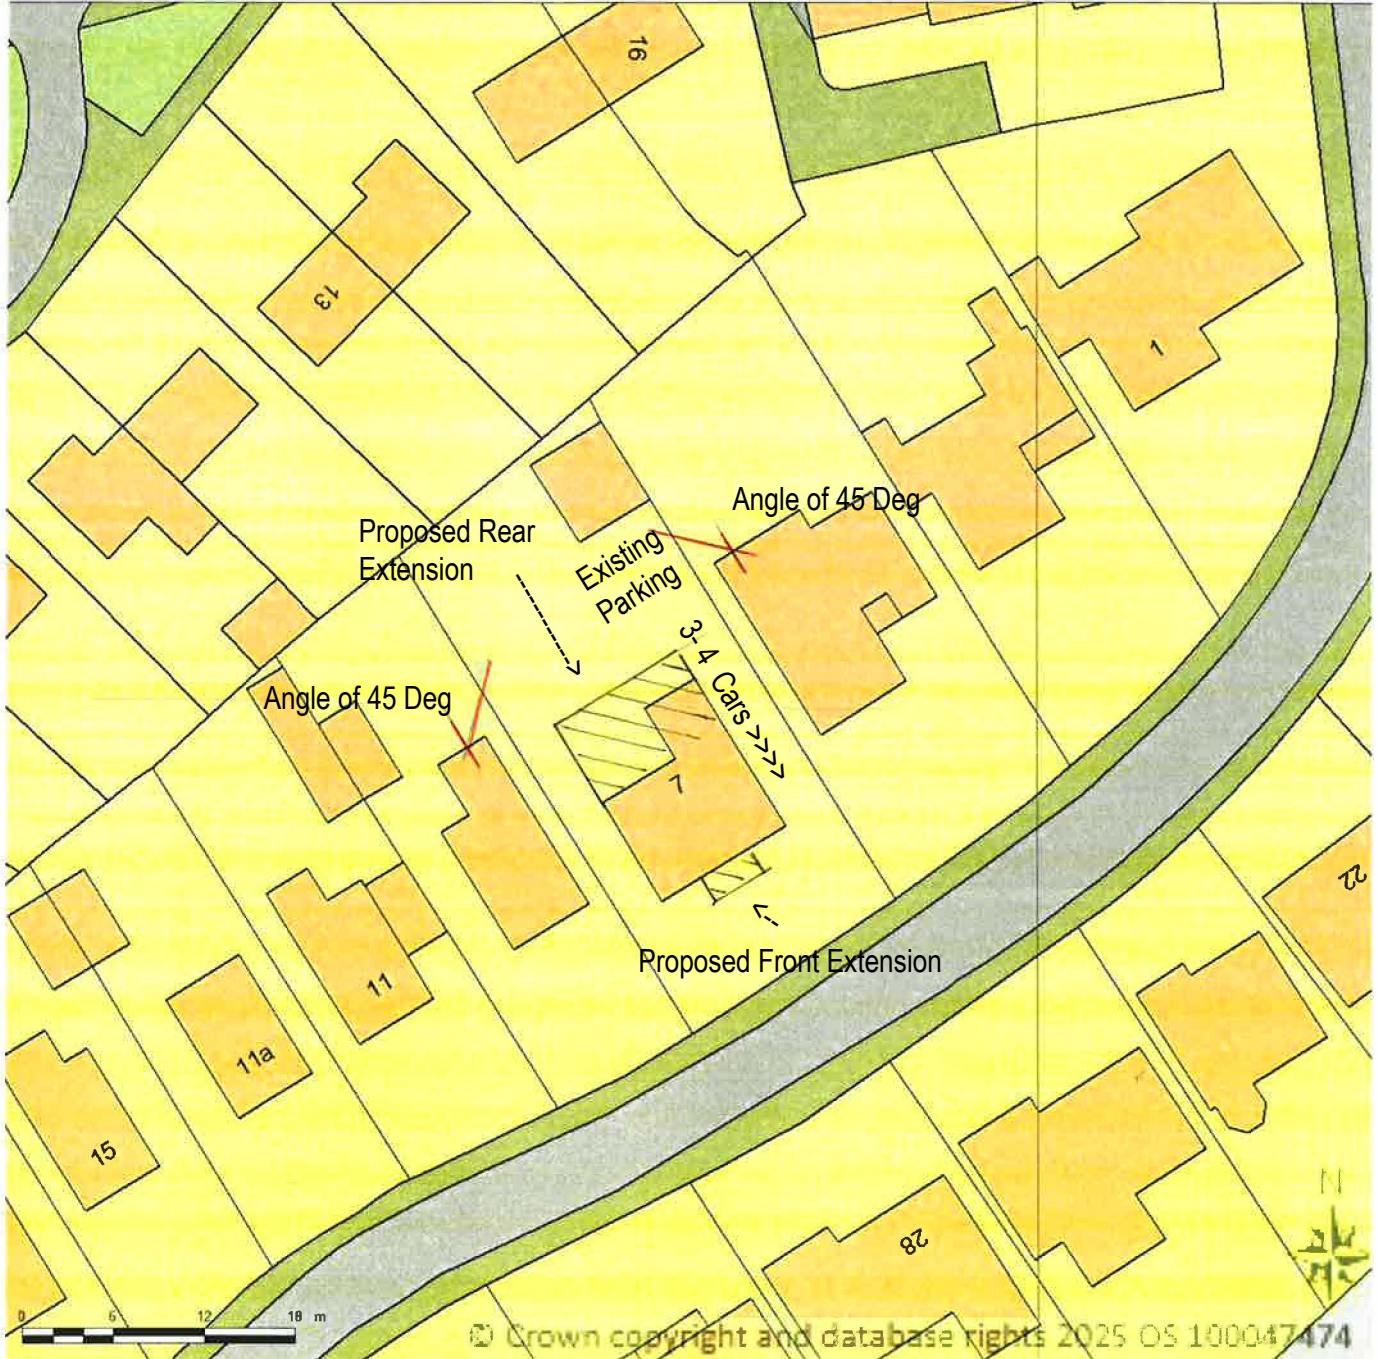 16
13
1
Angle of 45 Deg
Proposed Rear
Extension
Existing
Parking
3-4 Cars >>>>
Angle of 45 Deg
7
22
Proposed Front Extension
11
11a
15
28
N
0 6 12 18 m
© Crown copyright and database rights 2025 OS 100047474